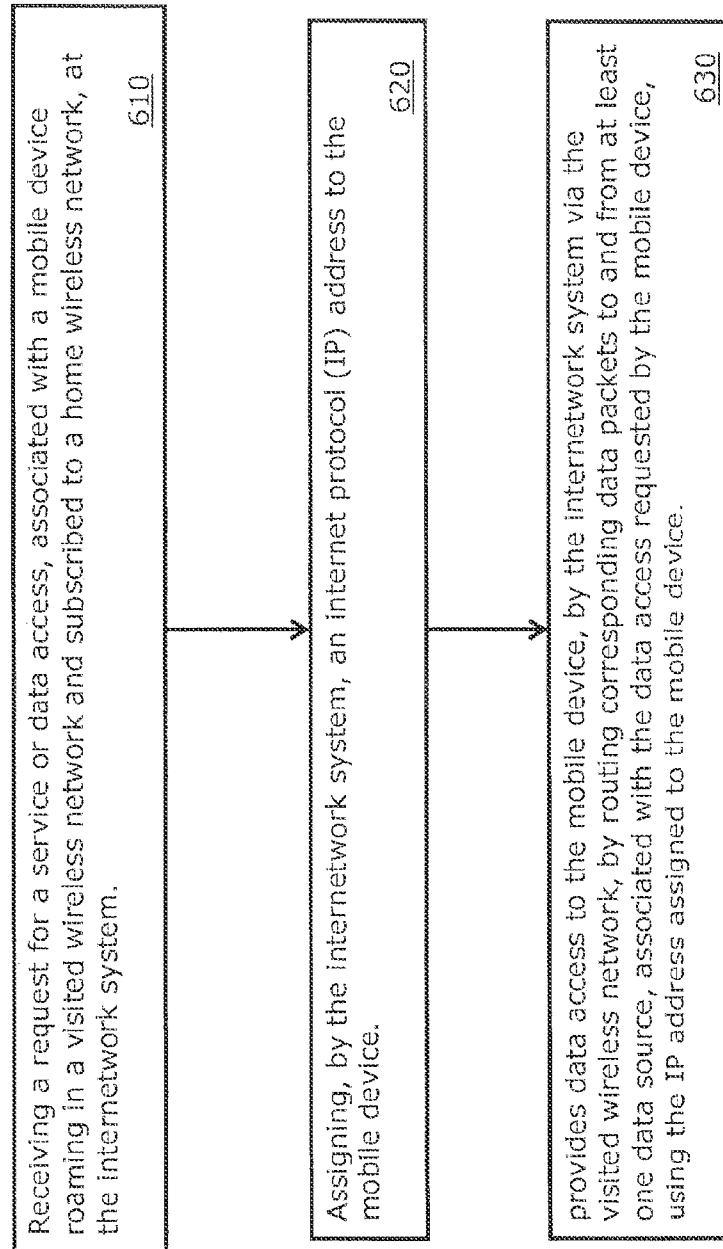 Receiving a request for a service or data access, associated with a mobile device
roaming in a visited wireless network and subscribed to a home wireless network, at
the internetwork system.
610
Assigning, by the internetwork system, an internet protocol (IP) address to the
mobile device.
620
provides data access to the mobile device, by the internetwork system via the
visited wireless network, by routing corresponding data packets to and from at least
one data source, associated with the data access requested by the mobile device,
using the IP address assigned to the mobile device.
630